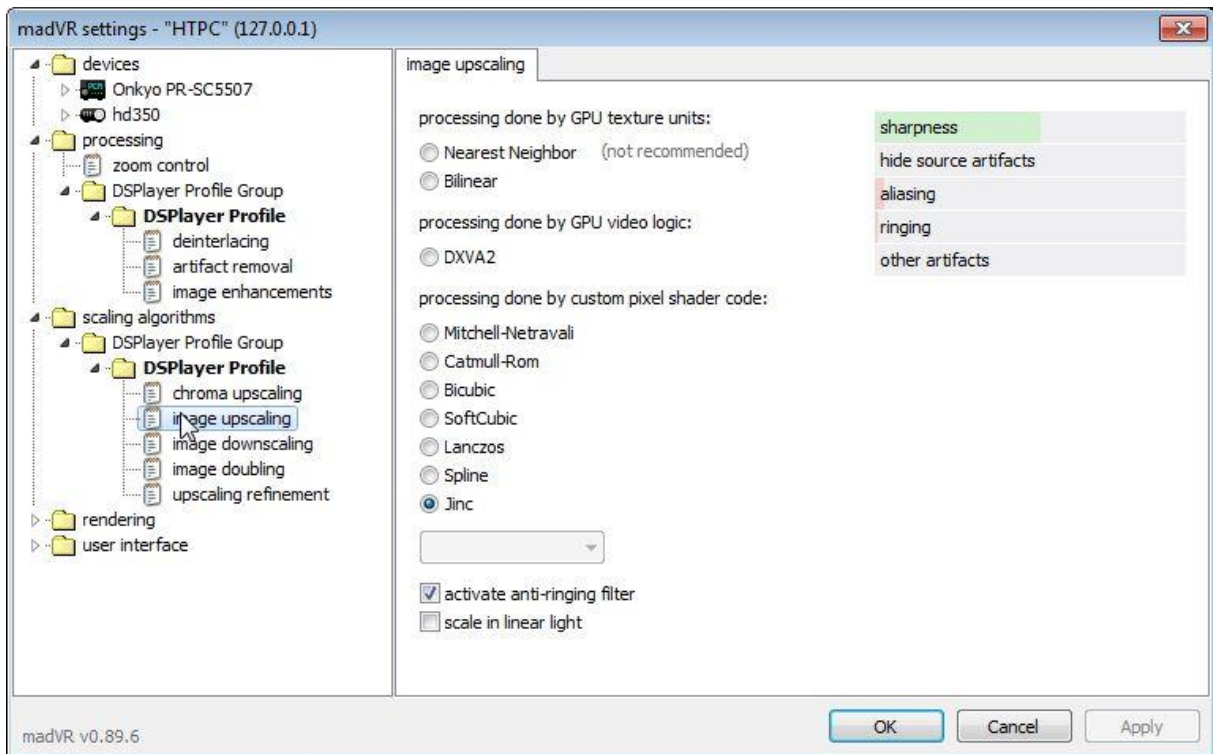 madVR settings - "HTPC" (127.0.0.1)
devices
Onkyo PR-SC5507
hd350
processing
zoom control
DSPlayer Profile Group
DSPlayer Profile
deinterlacing
artifact removal
image enhancements
scaling algorithms
DSPlayer Profile Group
DSPlayer Profile
chroma upscaling
image upscaling
image downscaling
image doubling
upscaling refinement
rendering
user interface
image upscaling
processing done by GPU texture units:
Nearest Neighbor (not recommended)
Bilinear
processing done by GPU video logic:
DXVA2
processing done by custom pixel shader code:
Mitchell-Netravali
Catmull-Rom
Bicubic
SoftCubic
Lanczos
Spline
Jinc
activate anti-ringing filter
scale in linear light
sharpness
hide source artifacts
aliasing
ringing
other artifacts
madVR v0.89.6
OK
Cancel
Apply